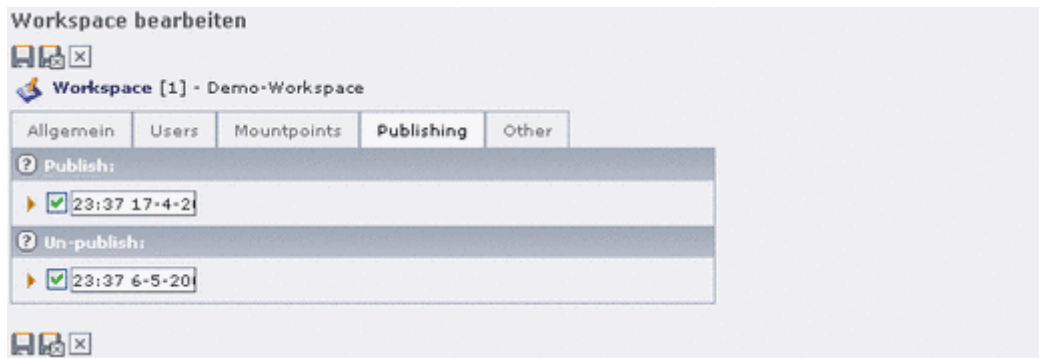 Workspace bearbeiten
Workspace [1] - Demo-Workspace
Allgemein Users Mountpoints Publishing Other
Publish:
23:37 17-4-2
Un-publish:
23:37 6-5-20